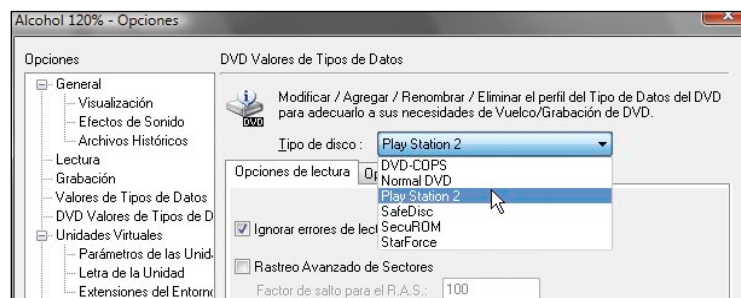 Alcohol 120% - Opciones
Opciones
General
Visualización
Efectos de Sonido
Archivos Históricos
Lectura
Grabación
Valores de Tipos de Datos
DVD Valores de Tipos de D
Unidades Virtuales
Parámetros de las Unid
Letra de la Unidad
Extensiones del Entorno
DVD Valores de Tipos de Datos
DVD
Modificar / Agregar / Renombrar / Eliminar el perfil del Tipo de Datos del DVD
para adecuarlo a sus necesidades de Vuelco/Grabación de DVD.
Tipo de disco : Play Station 2
DVD-COPS
Normal DVD
Play Station 2
SafeDisc
SecuROM
StarForce
Opciones de lectura
Ignorar errores de lec
Rastreo Avanzado de Sectores
Factor de salto para el R.A.S.: 100